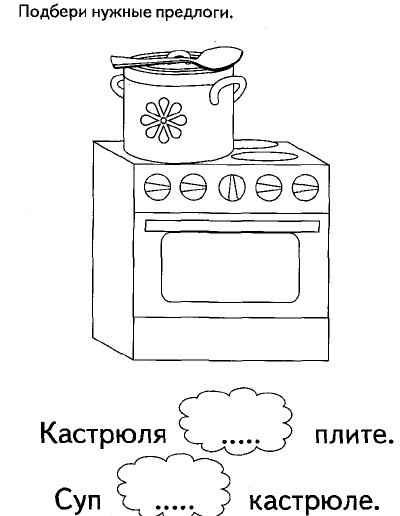 Подбери нужные предлоги.
Кастрюля ..... плите.
Суп ..... кастрюле.